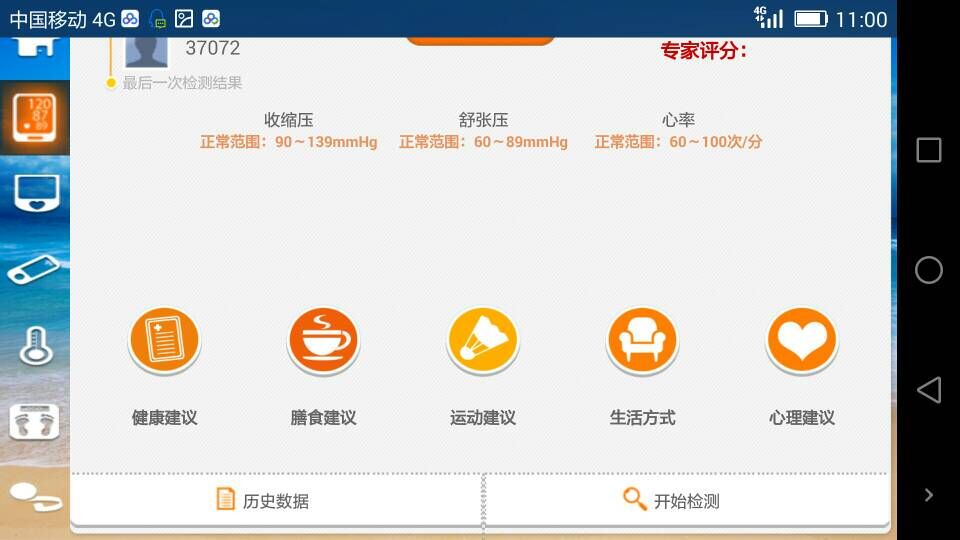 中国移动 4G
4G
11:00
120
87
89
37072
专家评分：
最后一次检测结果
收缩压
舒张压
心率
正常范围：90～139mmHg
正常范围：60～89mmHg
正常范围：60～100次/分
健康建议
膳食建议
运动建议
生活方式
心理建议
历史数据
开始检测